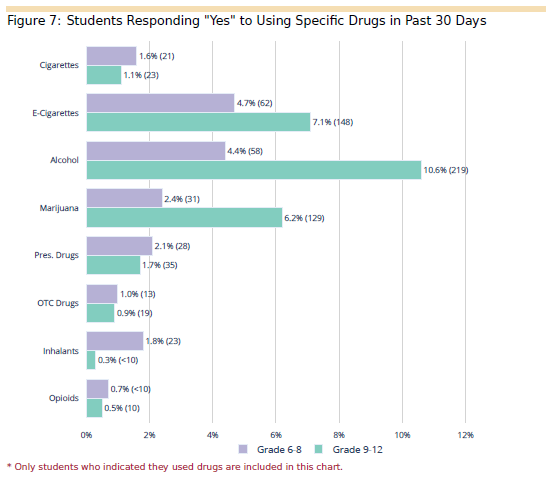 Figure 7: Students Responding "Yes" to Using Specific Drugs in Past 30 Days
Cigarettes
1.6% (21)
1.1% (23)
E-Cigarettes
4.7% (62)
7.1% (148)
Alcohol
4.4% (58)
10.6% (219)
Marijuana
2.4% (31)
6.2% (129)
Pres. Drugs
2.1% (28)
1.7% (35)
OTC Drugs
1.0% (13)
0.9% (19)
Inhalants
1.8% (23)
0.3% (<10)
Opioids
0.7% (<10)
0.5% (10)
0% 2% 4% 6% 8% 10% 12%
Grade 6-8 Grade 9-12
* Only students who indicated they used drugs are included in this chart.